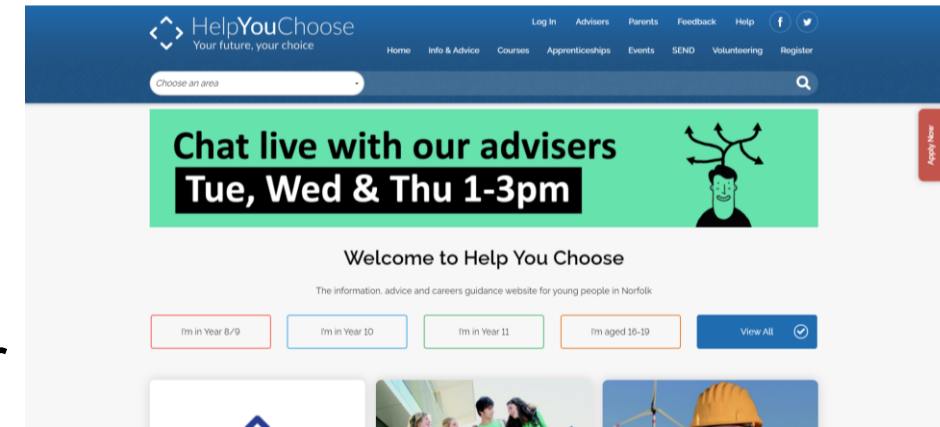 HelpYouChoose
Your future, your choice
Log In Advisers Parents Feedback Help
Home Info & Advice Courses Apprenticeships Events SEND Volunteering Register
Choose an area
Apply Now
Chat live with our advisers
Tue, Wed & Thu 1-3pm
Welcome to Help You Choose
The information, advice and careers guidance website for young people in Norfolk
I'm in Year 8/9 I'm in Year 10 I'm in Year 11 I'm aged 16-19 View All